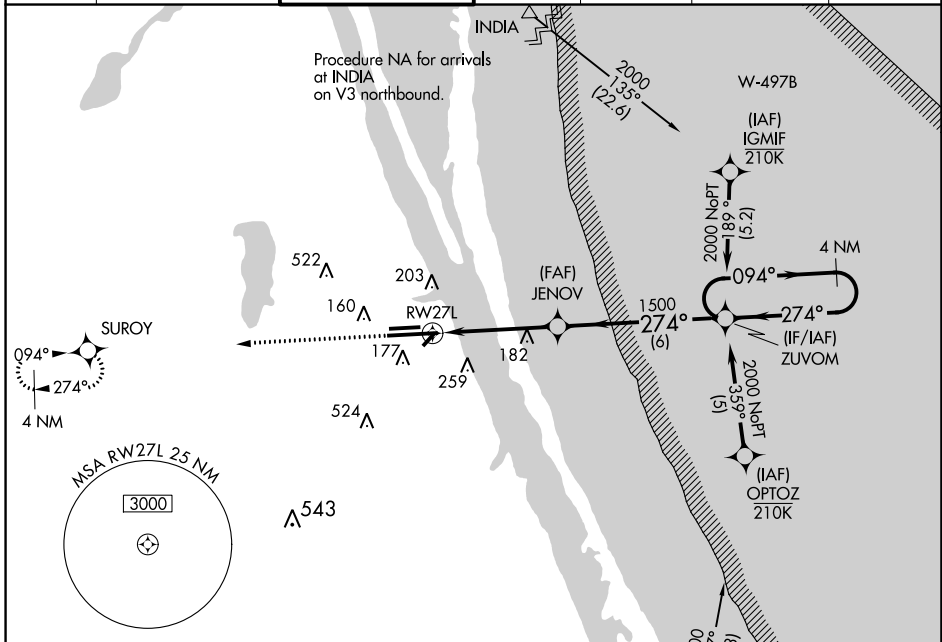 INDIA
Procedure NA for arrivals
at INDIA
on V3 northbound.
2000
135°
(22.6)
W-497B
(IAF)
IGMIF
210K
2000 NoPT
189°
(5.2)
4 NM
094°
274°
522
203
(FAF)
JENOV
160
RW27L
1500
274°
(6)
(IF/IAF)
ZUVOM
SUROY
094°
274°
4 NM
177
182
259
2000 NoPT
359°
(5)
524
(IAF)
OPTOZ
210K
MSA RW27L 25 NM
3000
543